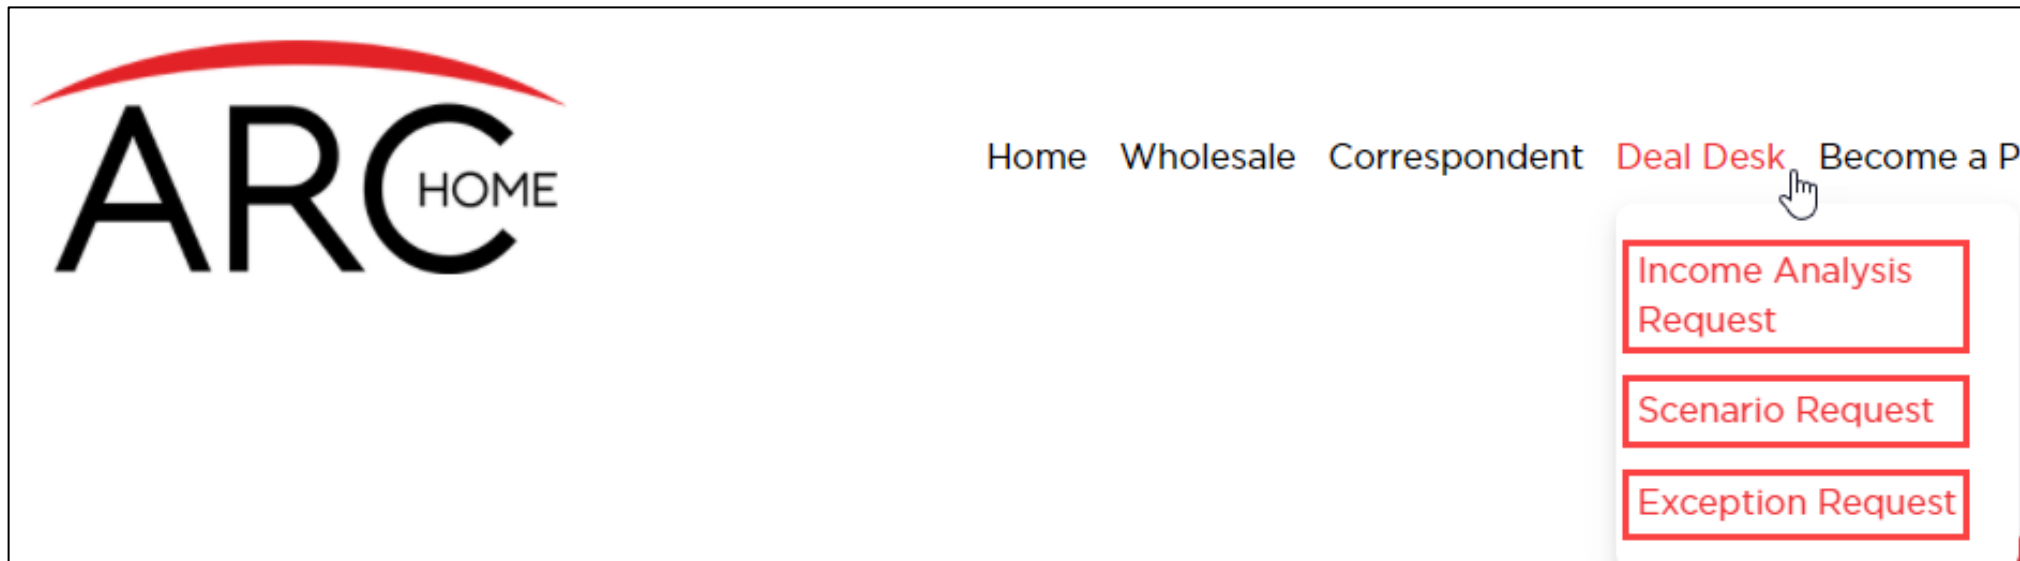 ARC HOME
Home Wholesale Correspondent Deal Desk Become a P
Income Analysis
Request
Scenario Request
Exception Request